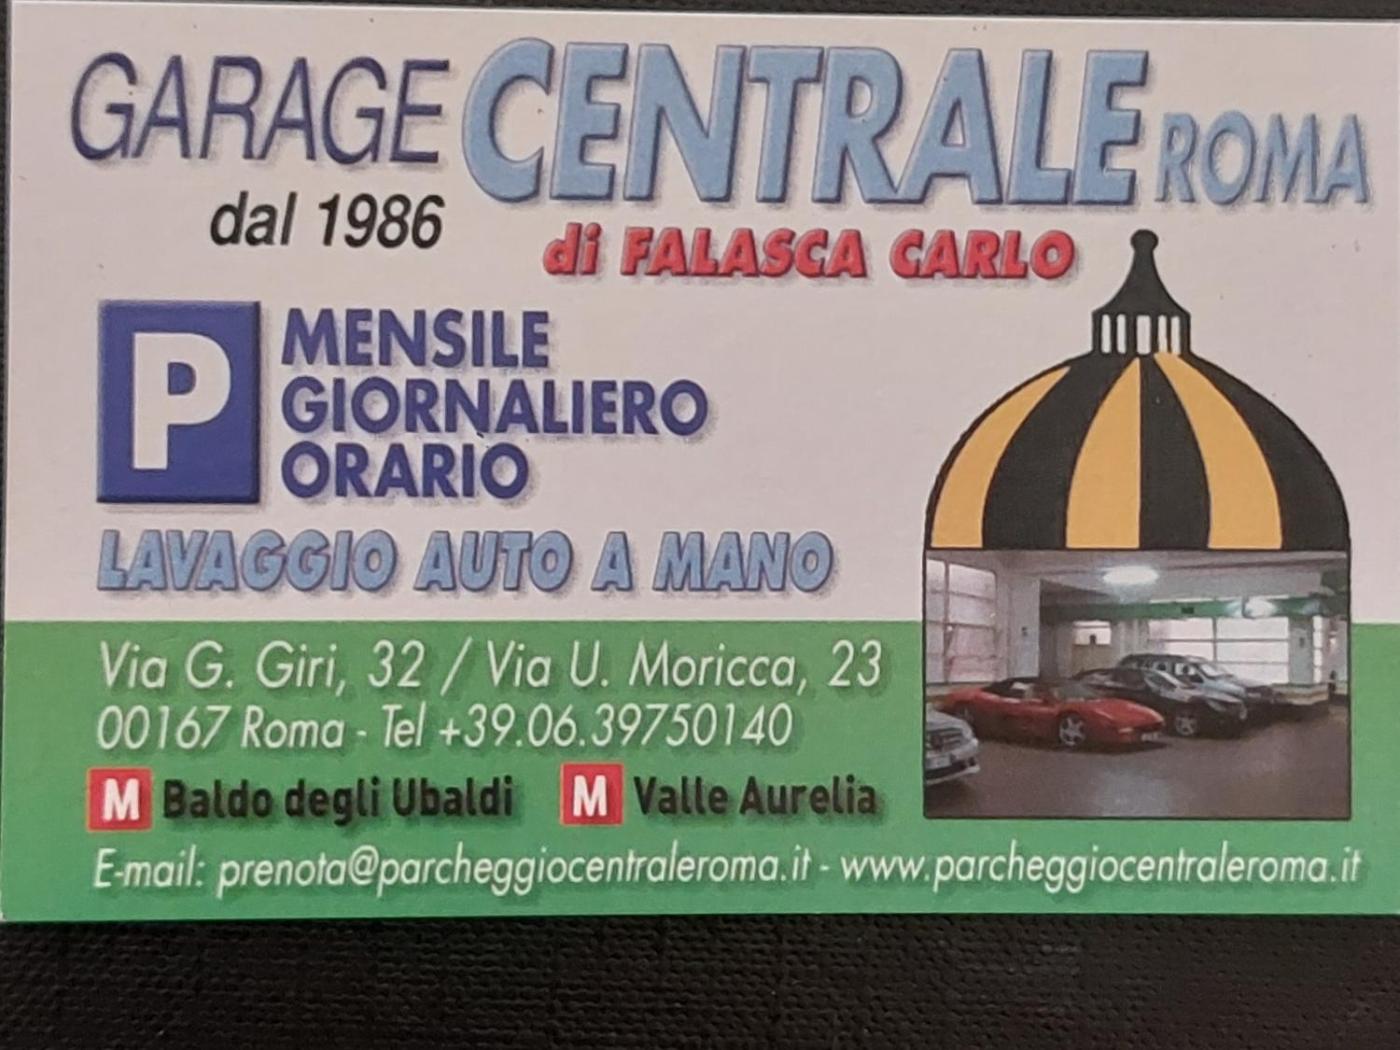 GARAGE CENTRALE ROMA
dal 1986
di FALASCA CARLO
P
MENSILE
GIORNALIERO
ORARIO
LAVAGGIO AUTO A MANO
Via G. Giri, 32 / Via U. Moricca, 23
00167 Roma - Tel +39.06.39750140
M Baldo degli Ubaldi M Valle Aurelia
E-mail: prenota@parcheggiocentraleroma.it - www.parcheggiocentraleroma.it